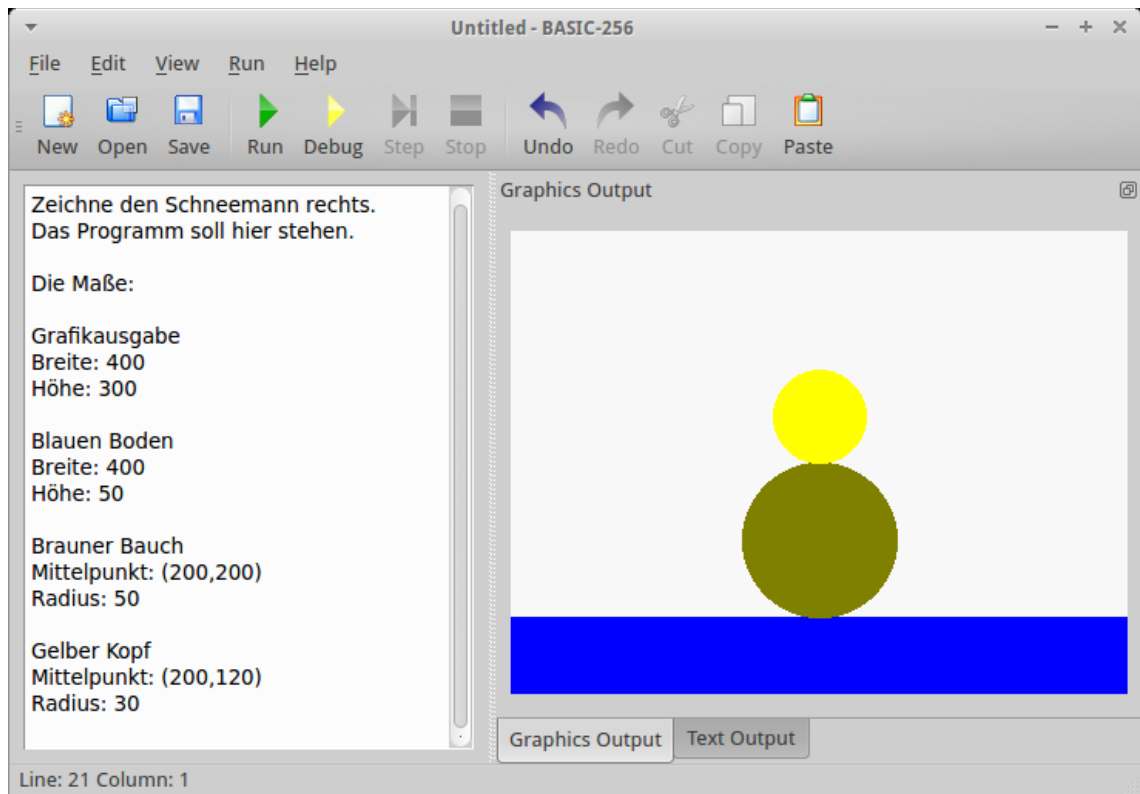 Untitled - BASIC-256
File Edit View Run Help
New Open Save Run Debug Step Stop Undo Redo Cut Copy Paste
Zeichne den Schneemann rechts.
Das Programm soll hier stehen.
Die Maße:
Grafikausgabe
Breite: 400
Höhe: 300
Blauen Boden
Breite: 400
Höhe: 50
Brauner Bauch
Mittelpunkt: (200,200)
Radius: 50
Gelber Kopf
Mittelpunkt: (200,120)
Radius: 30
Graphics Output
Graphics Output Text Output
Line: 21 Column: 1